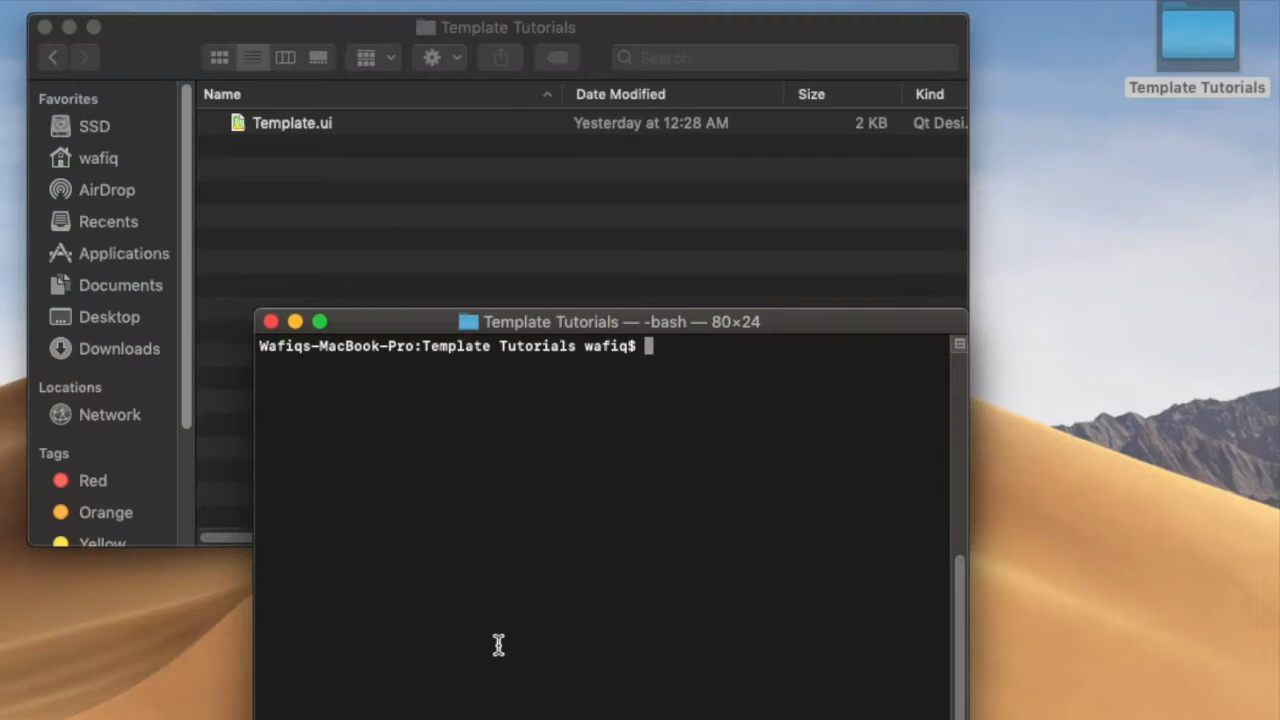 Template Tutorials
Search
Favorites
SSD
wafiq
AirDrop
Recents
Applications
Documents
Desktop
Downloads
Locations
Network
Tags
Red
Orange
Yellow
Name
Date Modified
Size
Kind
Template.ui
Yesterday at 12:28 AM
2 KB
Qt Desi.
Template Tutorials — -bash — 80×24
Wafiqs-MacBook-Pro:Template Tutorials wafiq$
Template Tutorials